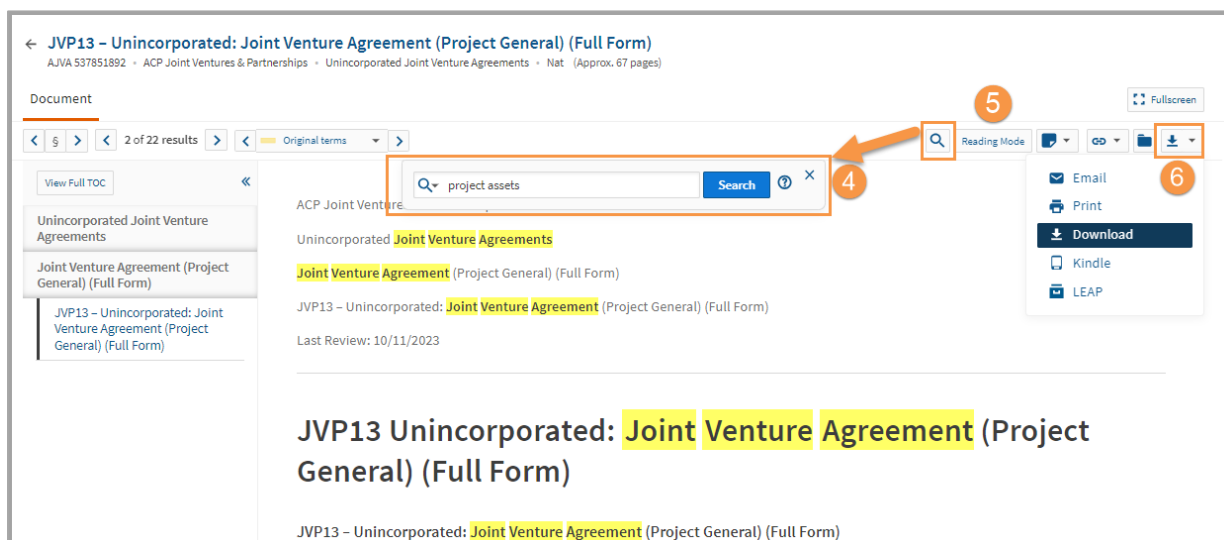 ← JVP13 – Unincorporated: Joint Venture Agreement (Project General) (Full Form)
AJVA 537851892 • ACP Joint Ventures & Partnerships • Unincorporated Joint Venture Agreements • Nat (Approx. 67 pages)
Document
5
Fullscreen
§ 2 of 22 results Original terms Reading Mode
View Full TOC
project assets Search
4
6
Email
Print
Download
Kindle
LEAP
Unincorporated Joint Venture
Agreements
Joint Venture Agreement (Project
General) (Full Form)
JVP13 – Unincorporated: Joint
Venture Agreement (Project
General) (Full Form)
ACP Joint Venture
Unincorporated Joint Venture Agreements
Joint Venture Agreement (Project General) (Full Form)
JVP13 – Unincorporated: Joint Venture Agreement (Project General) (Full Form)
Last Review: 10/11/2023
JVP13 Unincorporated: Joint Venture Agreement (Project
General) (Full Form)
JVP13 – Unincorporated: Joint Venture Agreement (Project General) (Full Form)